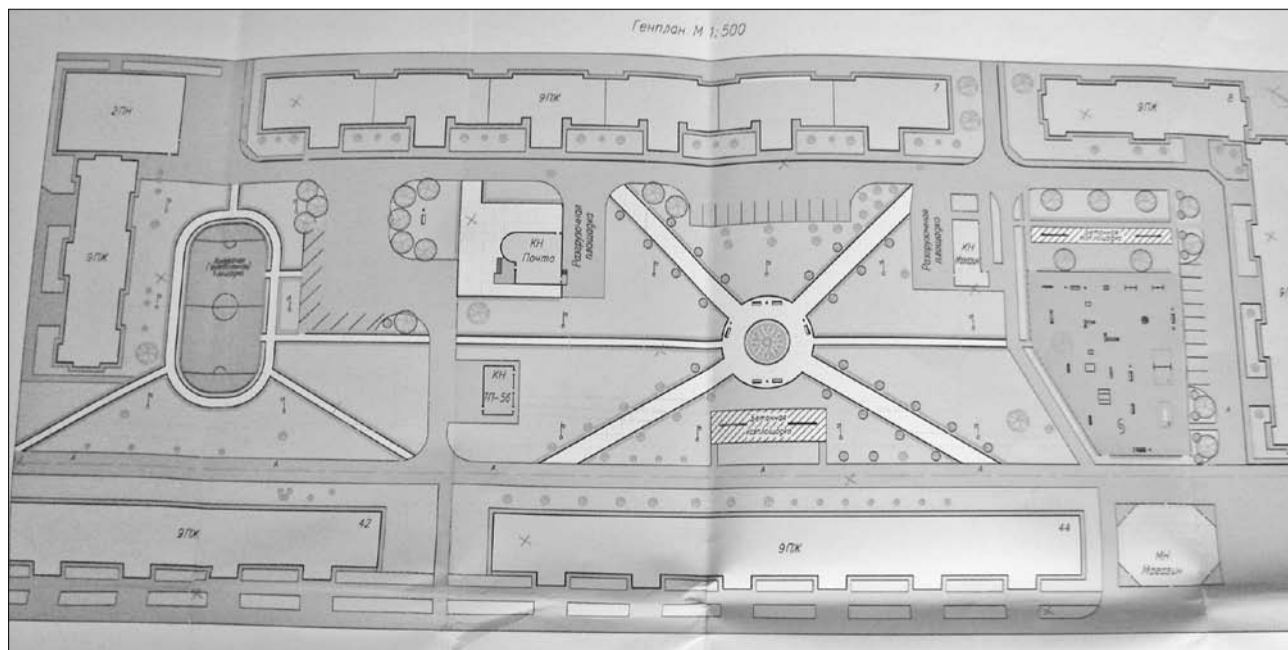 Генплан М 1:500
2ПН
9ПЖ
7
9ПЖ
8
9ПЖ
КН
Почта
Разгрузочная
площадка
Разгрузочная
площадка
КН
Магазин
КН
ТП-56
42
9ПЖ
44
9ПЖ
МН
Магазин
А
А
А
А
А